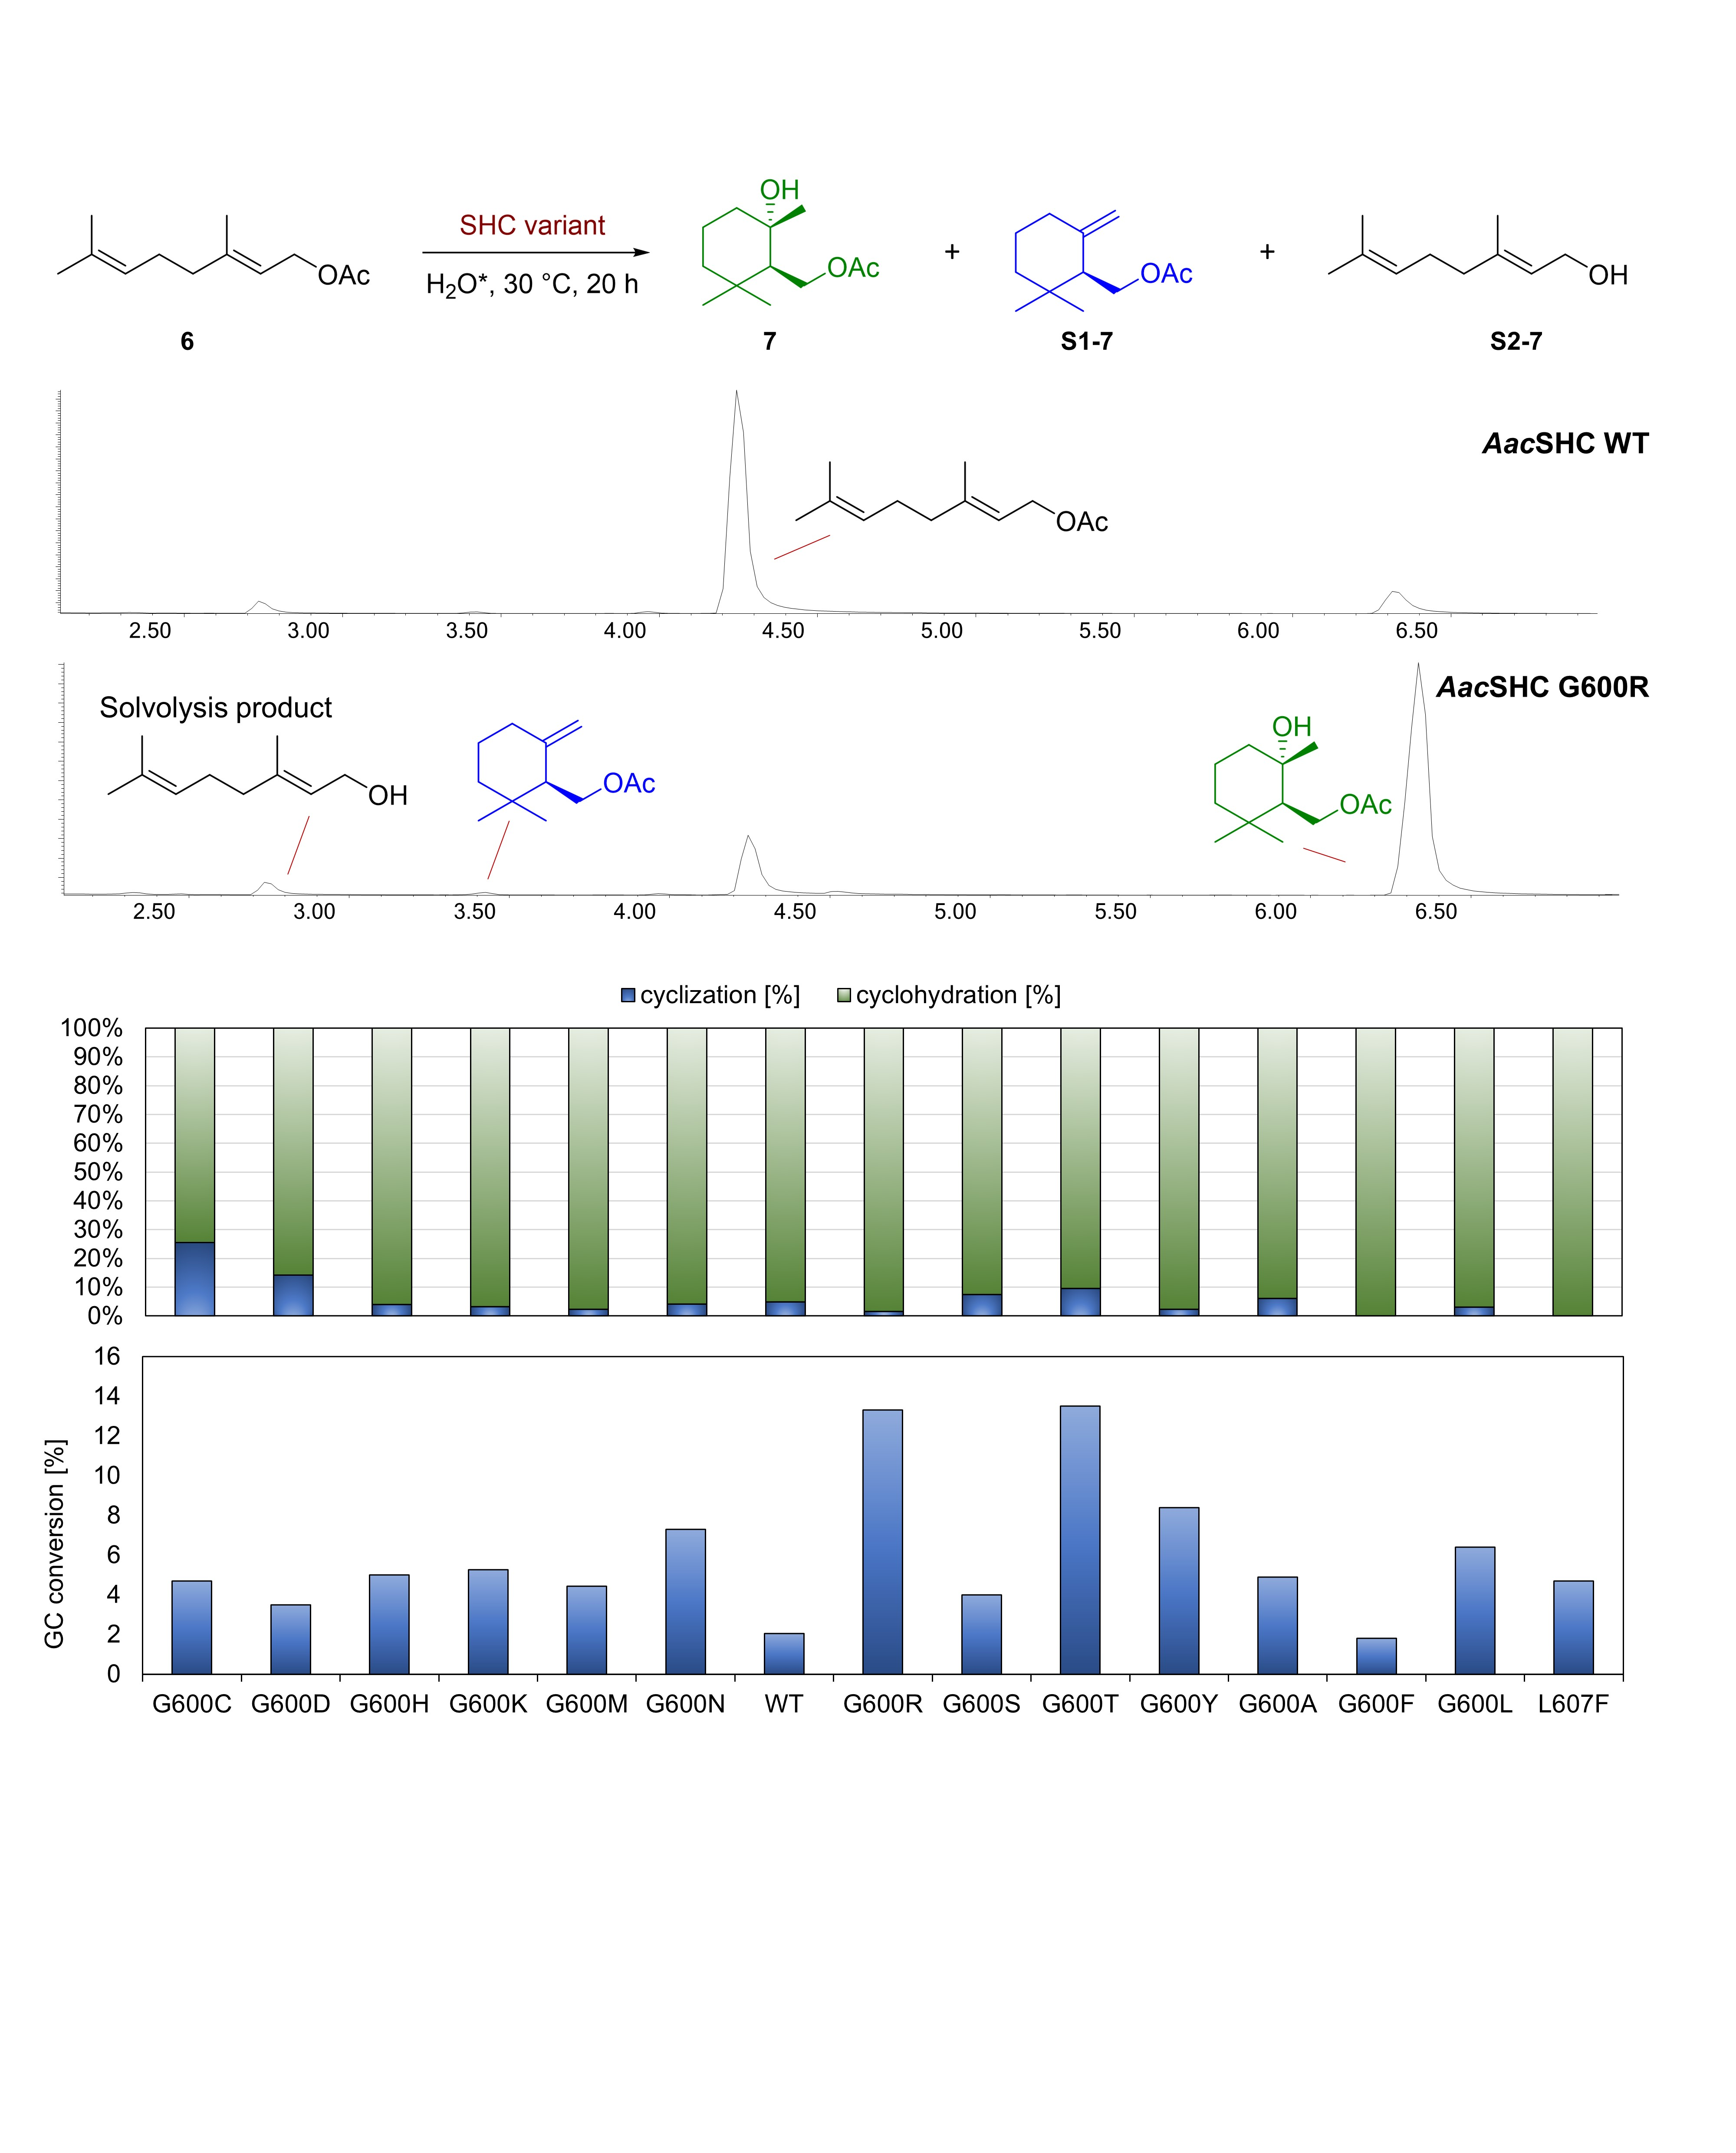 OH
SHC variant
OAc
H₂O*, 30 °C, 20 h
OAc
+
OAc
+
OH
6
7
S1-7
S2-7
AacSHC WT
OAc
2.50 3.00 3.50 4.00 4.50 5.00 5.50 6.00 6.50
AacSHC G600R
Solvolysis product
OH
OAc
OH
OAc
2.50 3.00 3.50 4.00 4.50 5.00 5.50 6.00 6.50
cyclization [%] cyclohydration [%]
100%
90%
80%
70%
60%
50%
40%
30%
20%
10%
0%
GC conversion [%]
16
14
12
10
8
6
4
2
0
G600C G600D G600H G600K G600M G600N WT G600R G600S G600T G600Y G600A G600F G600L L607F